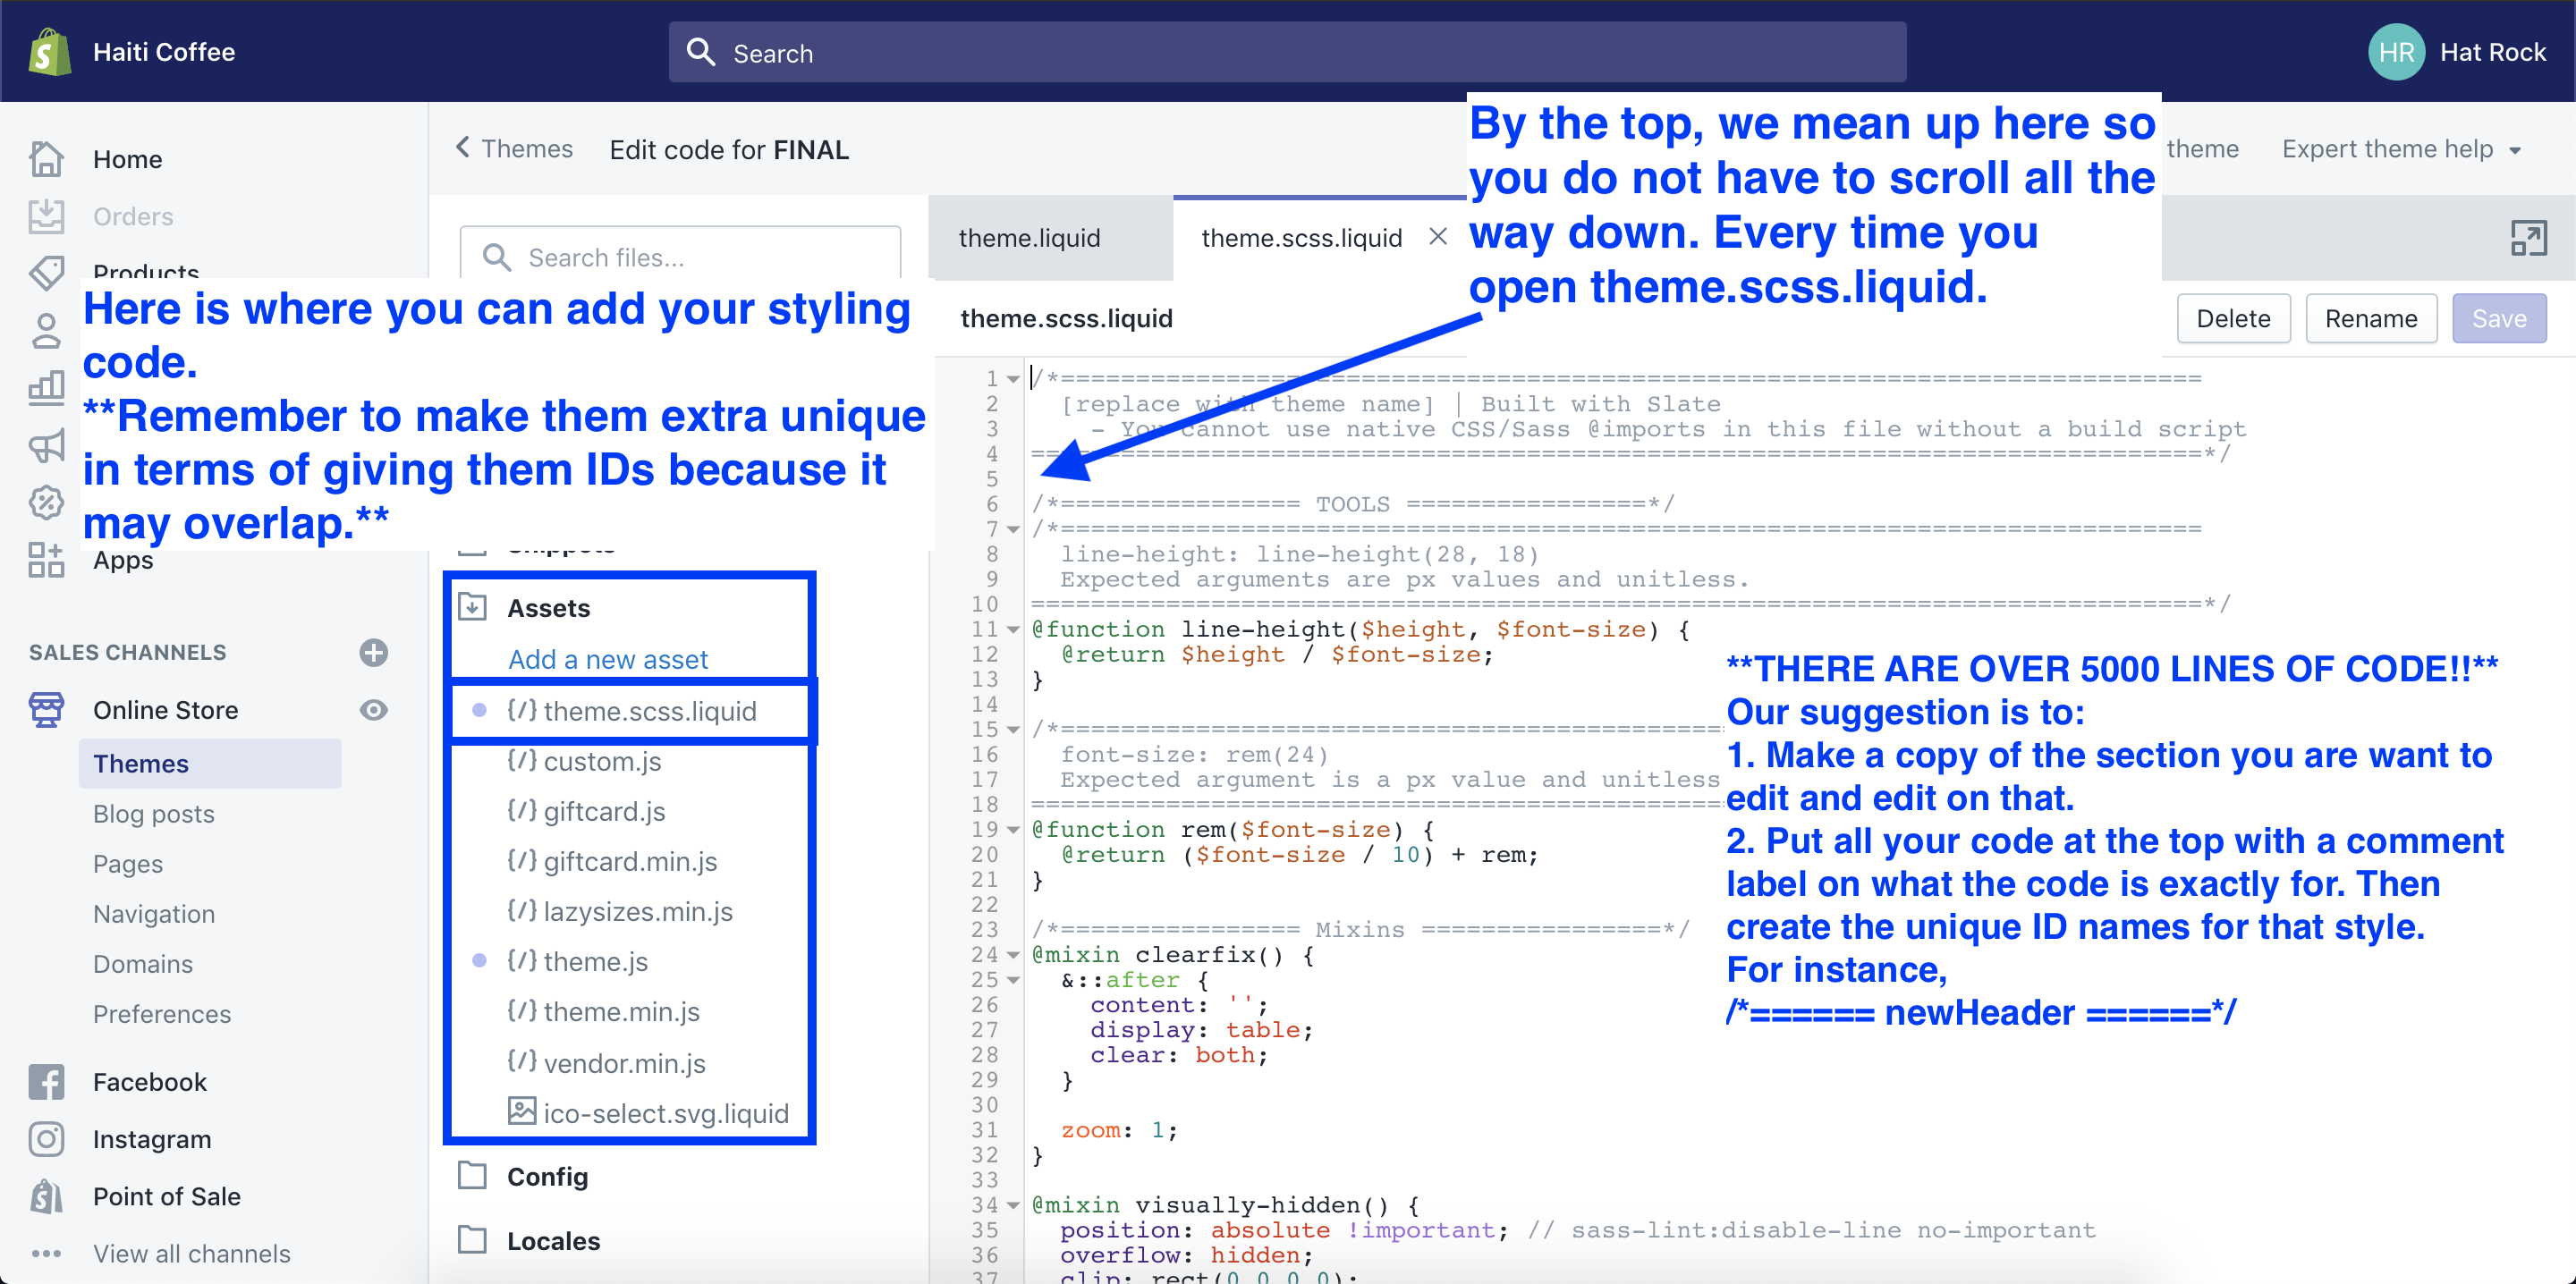 Haiti Coffee
Search
HR Hat Rock
Home
Orders
Products
Apps
SALES CHANNELS
Online Store
Themes
Blog posts
Pages
Navigation
Domains
Preferences
Facebook
Instagram
Point of Sale
View all channels
Themes Edit code for FINAL
theme Expert theme help
Search files...
Here is where you can add your styling
code.
**Remember to make them extra unique
in terms of giving them IDs because it
may overlap.**
Snippets
Assets
Add a new asset
{/} theme.scss.liquid
{/} custom.js
{/} giftcard.js
{/} giftcard.min.js
{/} lazysizes.min.js
{/} theme.js
{/} theme.min.js
{/} vendor.min.js
ico-select.svg.liquid
Config
Locales
theme.liquid
theme.scss.liquid ×
By the top, we mean up here so
you do not have to scroll all the
way down. Every time you
open theme.scss.liquid.
theme.scss.liquid
Delete Rename Save
1 /*==============================================================================
2 [replace with theme name] | Built with Slate
3 - You cannot use native CSS/Sass @imports in this file without a build script
4 ==============================================================================*/
5
6 /*================ TOOLS ================*/
7 /*============================================================================
8 line-height: line-height(28, 18)
9 Expected arguments are px values and unitless.
10 ==============================================================================*/
11 @function line-height($height, $font-size) {
12 @return $height / $font-size;
13 }
14
15 /*============================================
16 font-size: rem(24)
17 Expected argument is a px value and unitless
18 ==============================================
19 @function rem($font-size) {
20 @return ($font-size / 10) + rem;
21 }
22
23 /*================ Mixins ================*/
24 @mixin clearfix() {
25 &::after {
26 content: '';
27 display: table;
28 clear: both;
29 }
30
31 zoom: 1;
32 }
33
34 @mixin visually-hidden() {
35 position: absolute !important; // sass-lint:disable-line no-important
36 overflow: hidden;
37 clip: rect(0 0 0 0);
**THERE ARE OVER 5000 LINES OF CODE!!**
Our suggestion is to:
1. Make a copy of the section you are want to
edit and edit on that.
2. Put all your code at the top with a comment
label on what the code is exactly for. Then
create the unique ID names for that style.
For instance,
/*====== newHeader ======*/